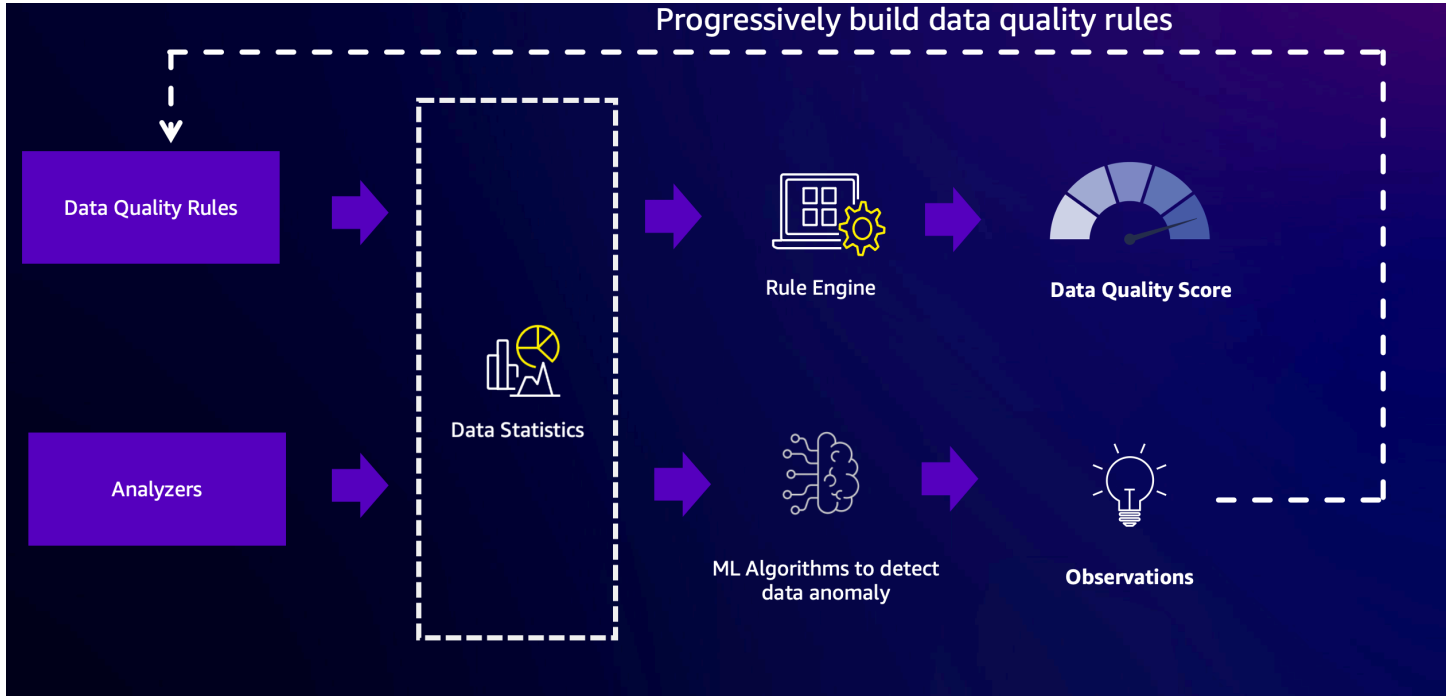 Progressively build data quality rules
Data Quality Rules
Rule Engine
Data Quality Score
Data Statistics
Analyzers
ML Algorithms to detect
data anomaly
Observations